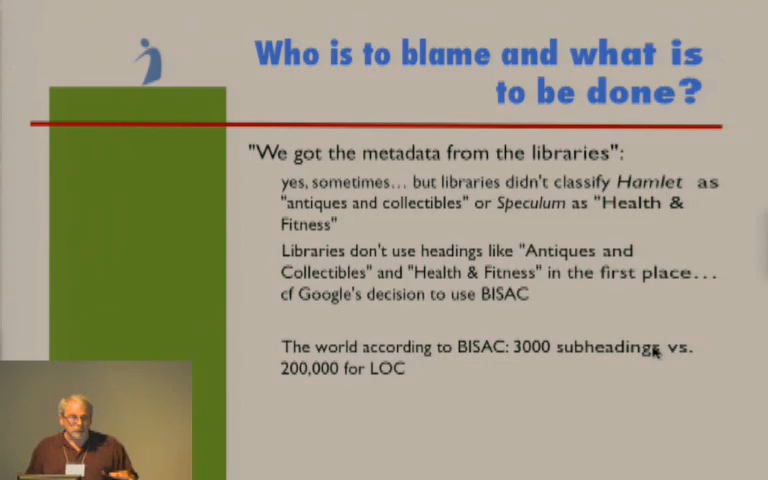 Who is to blame and what is
to be done?
"We got the metadata from the libraries":
yes, sometimes... but libraries didn't classify Hamlet as
"antiques and collectibles" or Speculum as "Health &
Fitness"
Libraries don't use headings like "Antiques and
Collectibles" and "Health & Fitness" in the first place...
cf Google's decision to use BISAC
The world according to BISAC: 3000 subheadings vs.
200,000 for LOC